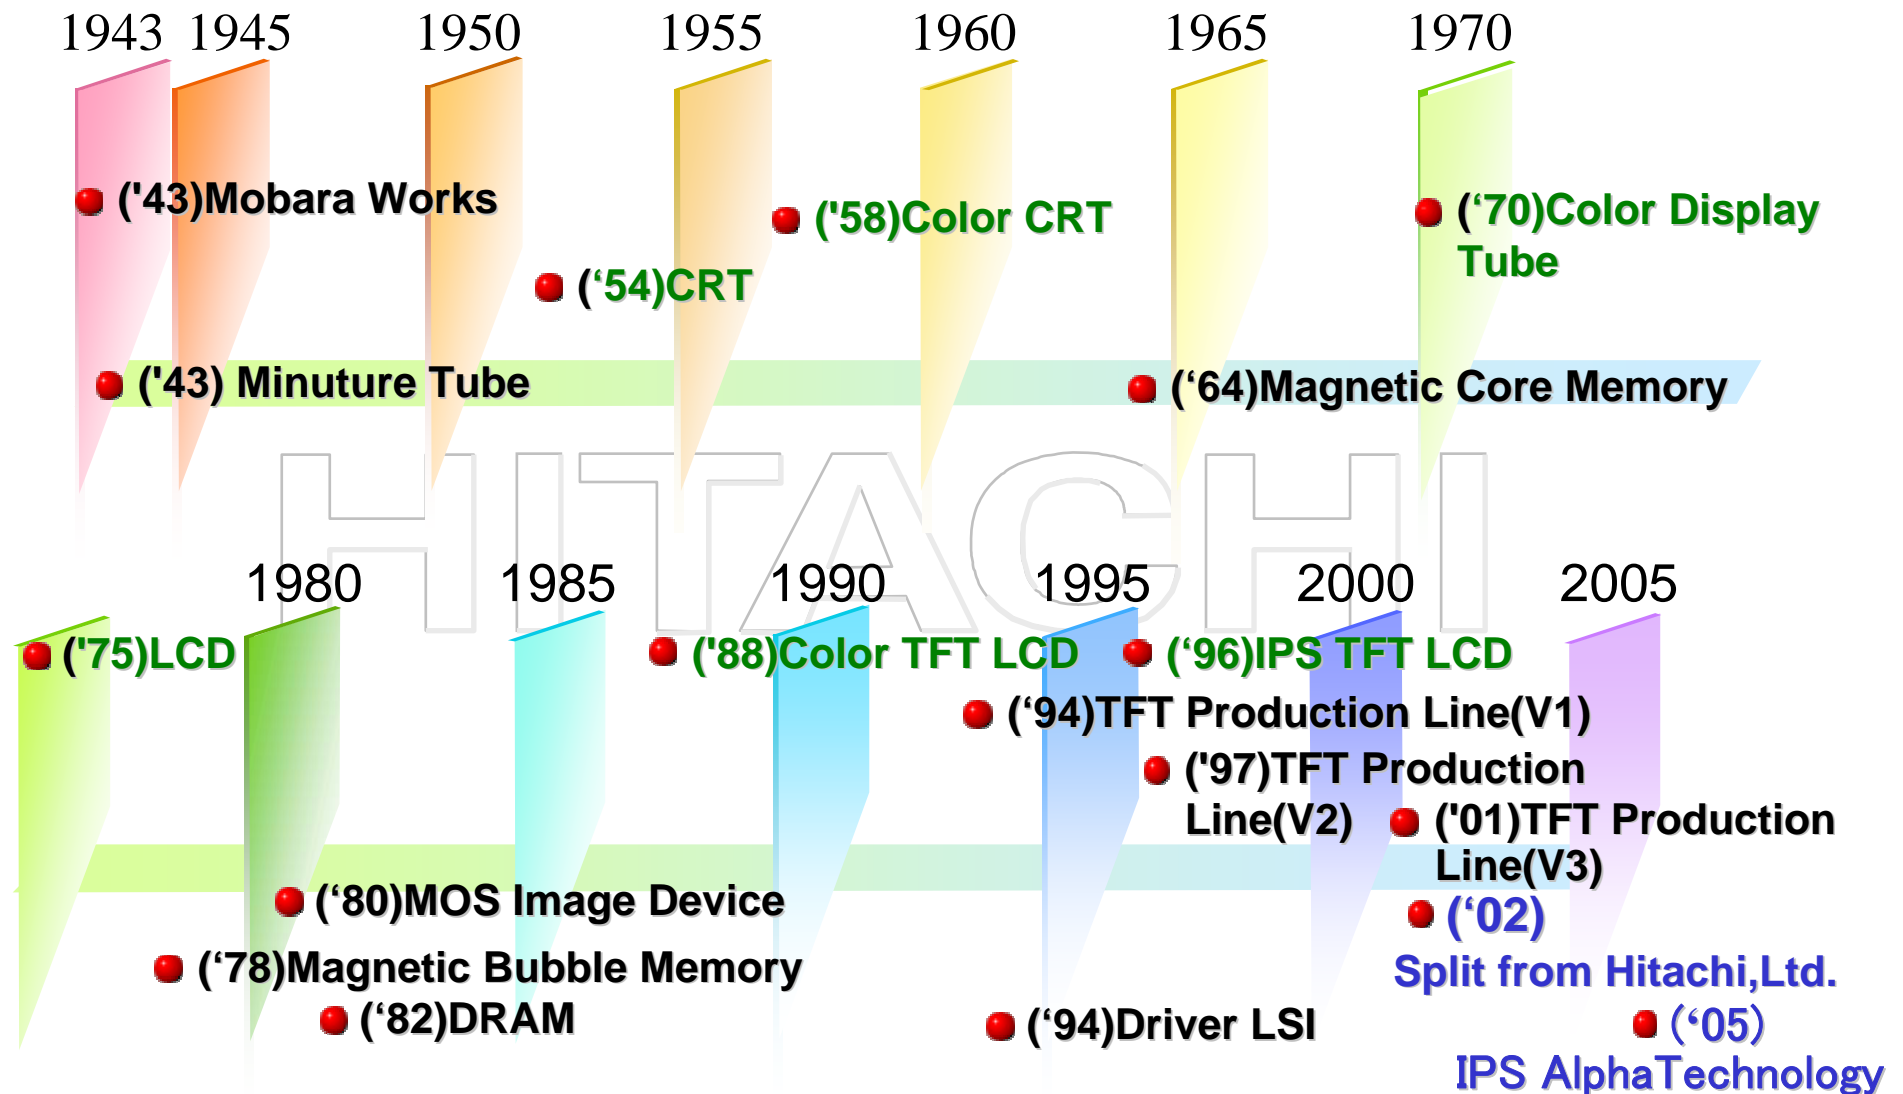 1943 1945 1950 1955 1960 1965 1970
('43)Mobara Works
('58)Color CRT
(‘70)Color Display
Tube
(‘54)CRT
('43) Minuture Tube
(‘64)Magnetic Core Memory
HITACHI
1980 1985 1990 1995 2000 2005
('75)LCD
('88)Color TFT LCD
(‘96)IPS TFT LCD
(‘94)TFT Production Line(V1)
('97)TFT Production
Line(V2)
('01)TFT Production
Line(V3)
(‘80)MOS Image Device
(‘02)
Split from Hitachi,Ltd.
(‘78)Magnetic Bubble Memory
(‘82)DRAM
(‘94)Driver LSI
(‘05)
IPS AlphaTechnology